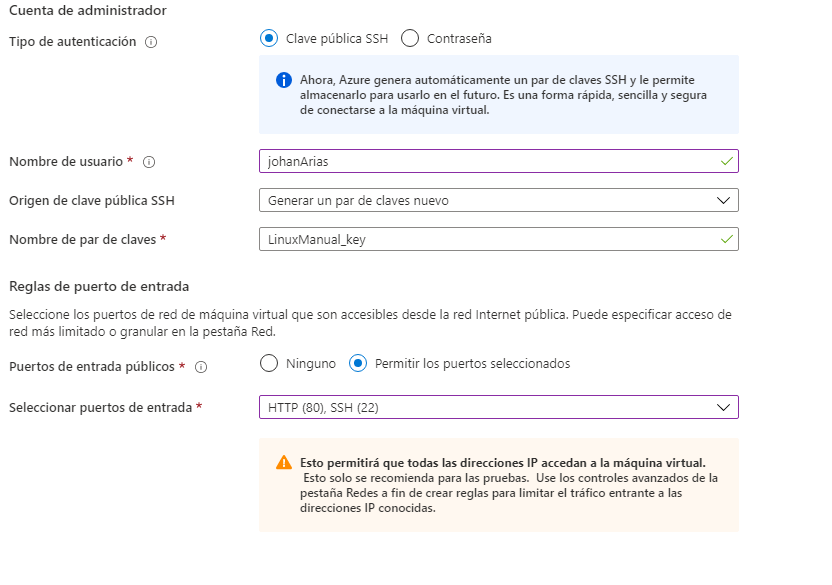 Cuenta de administrador
Tipo de autenticación
Clave pública SSH
Contraseña
Ahora, Azure genera automáticamente un par de claves SSH y le permite
almacenarlo para usarlo en el futuro. Es una forma rápida, sencilla y segura
de conectarse a la máquina virtual.
Nombre de usuario *
johanArias
Origen de clave pública SSH
Generar un par de claves nuevo
Nombre de par de claves *
LinuxManual_key
Reglas de puerto de entrada
Seleccione los puertos de red de máquina virtual que son accesibles desde la red Internet pública. Puede especificar acceso de
red más limitado o granular en la pestaña Red.
Puertos de entrada públicos *
Ninguno
Permitir los puertos seleccionados
Seleccionar puertos de entrada *
HTTP (80), SSH (22)
Esto permitirá que todas las direcciones IP accedan a la máquina virtual.
Esto solo se recomienda para las pruebas. Use los controles avanzados de la
pestaña Redes a fin de crear reglas para limitar el tráfico entrante a las
direcciones IP conocidas.